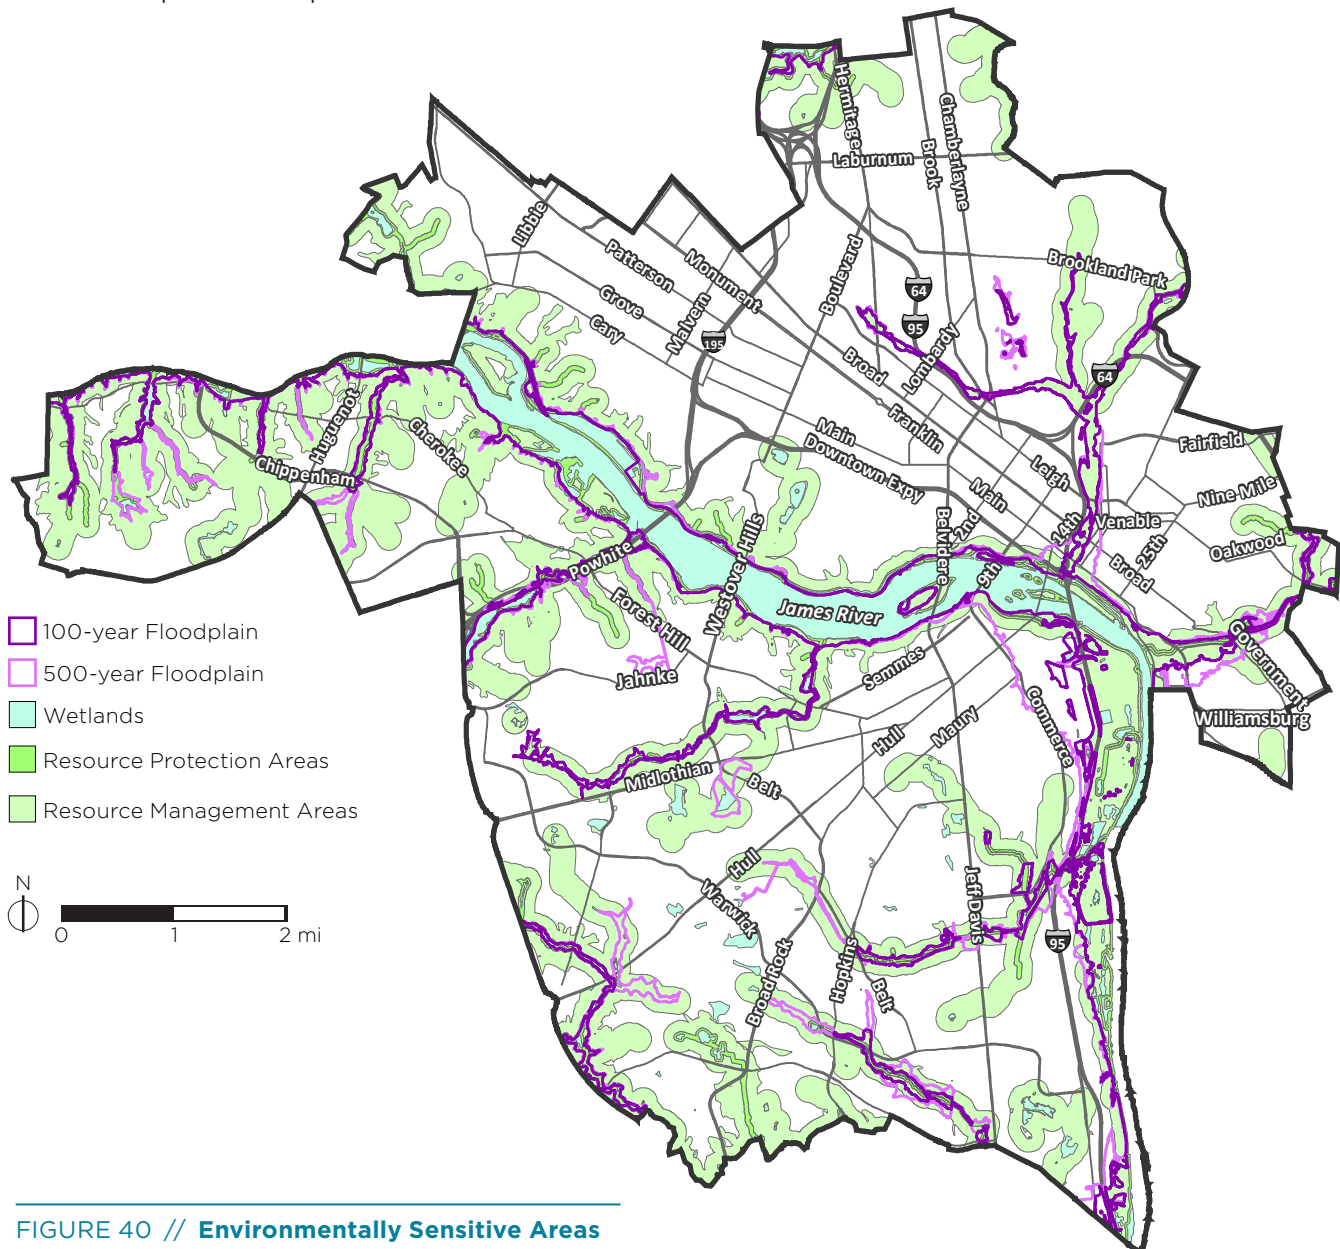 Hermitage
Chamberlayne
Brook
Laburnum
Libbie
Patterson
Monument
Boulevard
Brookland Park
Grove
Cary
Malvern
64
95
195
Lombardy
Broad
64
Franklin
Main
Downtown Expy
Fairfield
Leigh
Nine Mile
Huguenot
Cherokee
Chippenham
Main
Belvidere
2nd
14th
Venable
25th
Broad
Oakwood
Powhite
Westover Hills
9th
James River
Forest Hill
Government
100-year Floodplain
500-year Floodplain
Jahnke
Semmes
Wetlands
Commerce
Williamsburg
Hull
Maury
Resource Protection Areas
Midlothian
Belt
Resource Management Areas
Hull
Warwick
Jeff Davis
N
0 1 2 mi
95
Broad Rock
Hopkins
Belt
FIGURE 40 // Environmentally Sensitive Areas